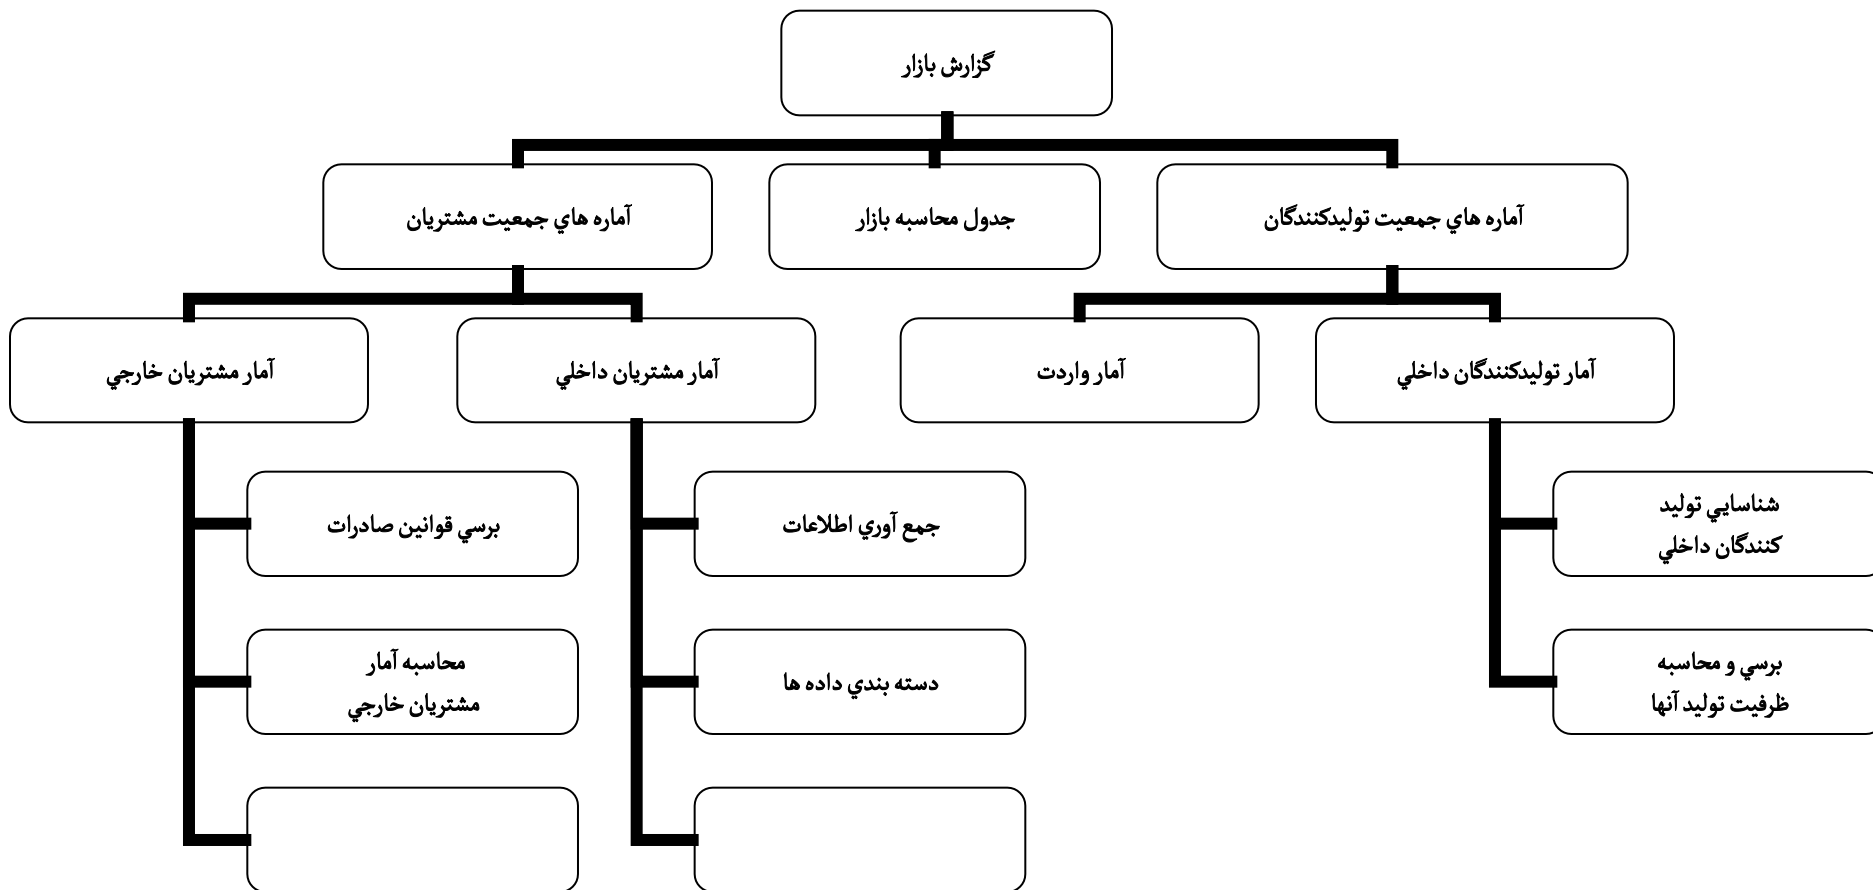 گزارش بازار
آماره هاي جمعيت توليدكنندگان
جدول محاسبه بازار
آماره هاي جمعيت مشتريان
آمار توليدكنندگان داخلي
آمار واردت
آمار مشتريان داخلي
آمار مشتريان خارجي
شناسايي توليد
كنندگان داخلي
جمع آوري اطلاعات
برسي قوانين صادرات
برسي و محاسبه
ظرفيت توليد آنها
دسته بندي داده ها
محاسبه آمار
مشتريان خارجي